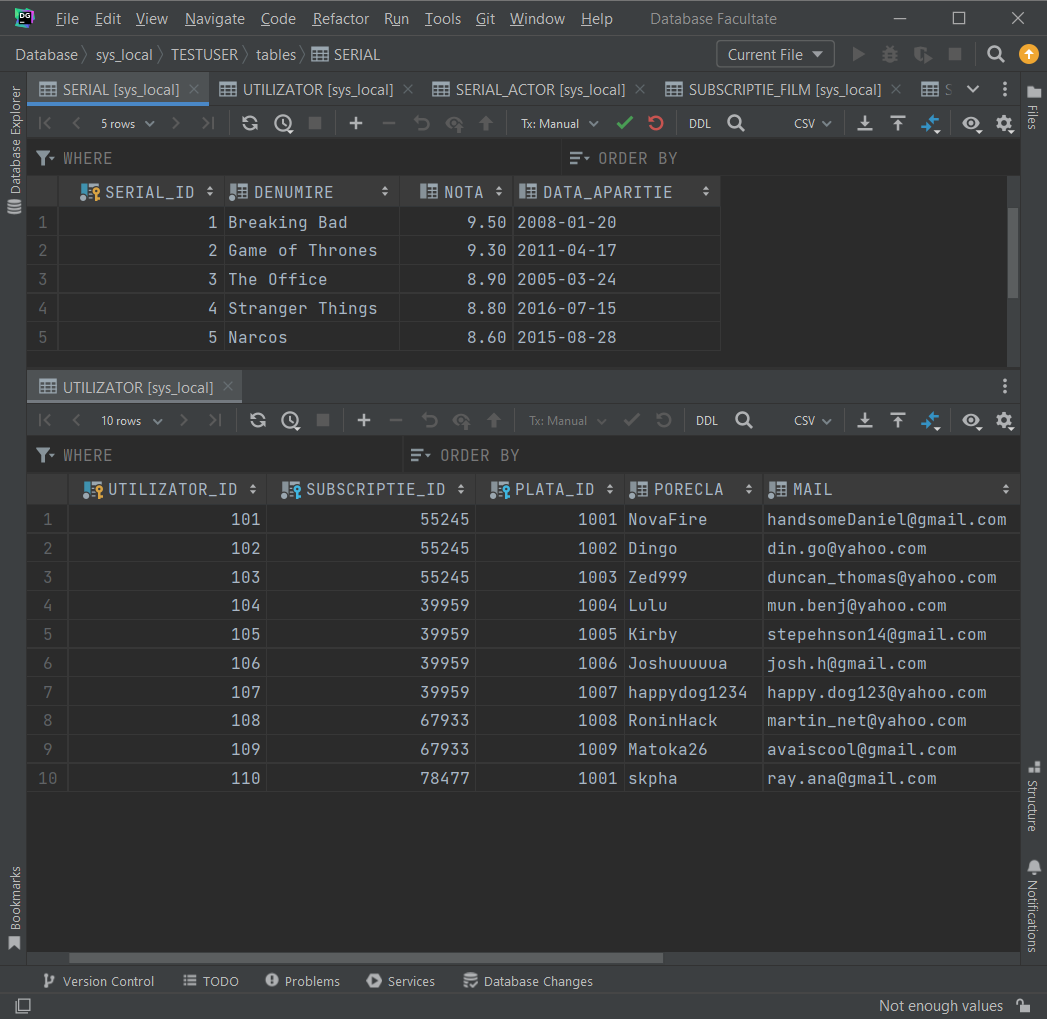 DG File Edit View Navigate Code Refactor Run Tools Git Window Help Database Facultate
Database sys_local TESTUSER tables SERIAL Current File
SERIAL [sys_local] UTILIZATOR [sys_local] SERIAL_ACTOR [sys_local] SUBSCRIPTIE_FILM [sys_local] S
5 rows Tx: Manual DDL CSV
WHERE ORDER BY
SERIAL_ID DENUMIRE NOTA DATA_APARITIE
1 1 Breaking Bad 9.50 2008-01-20
2 2 Game of Thrones 9.30 2011-04-17
3 3 The Office 8.90 2005-03-24
4 4 Stranger Things 8.80 2016-07-15
5 5 Narcos 8.60 2015-08-28
UTILIZATOR [sys_local]
10 rows Tx: Manual DDL CSV
WHERE ORDER BY
UTILIZATOR_ID SUBSCRIPTIE_ID PLATA_ID PORECLA MAIL
1 101 55245 1001 NovaFire handsomeDaniel@gmail.com
2 102 55245 1002 Dingo din.go@yahoo.com
3 103 55245 1003 Zed999 duncan_thomas@yahoo.com
4 104 39959 1004 Lulu mun.benj@yahoo.com
5 105 39959 1005 Kirby stepehnson14@gmail.com
6 106 39959 1006 Joshuuuuua josh.h@gmail.com
7 107 39959 1007 happydog1234 happy.dog123@yahoo.com
8 108 67933 1008 RoninHack martin_net@yahoo.com
9 109 67933 1009 Matoka26 avaiscool@gmail.com
10 110 78477 1001 skpha ray.ana@gmail.com
Database Explorer
Bookmarks
Files
Structure
Notifications
Version Control TODO Problems Services Database Changes
Not enough values